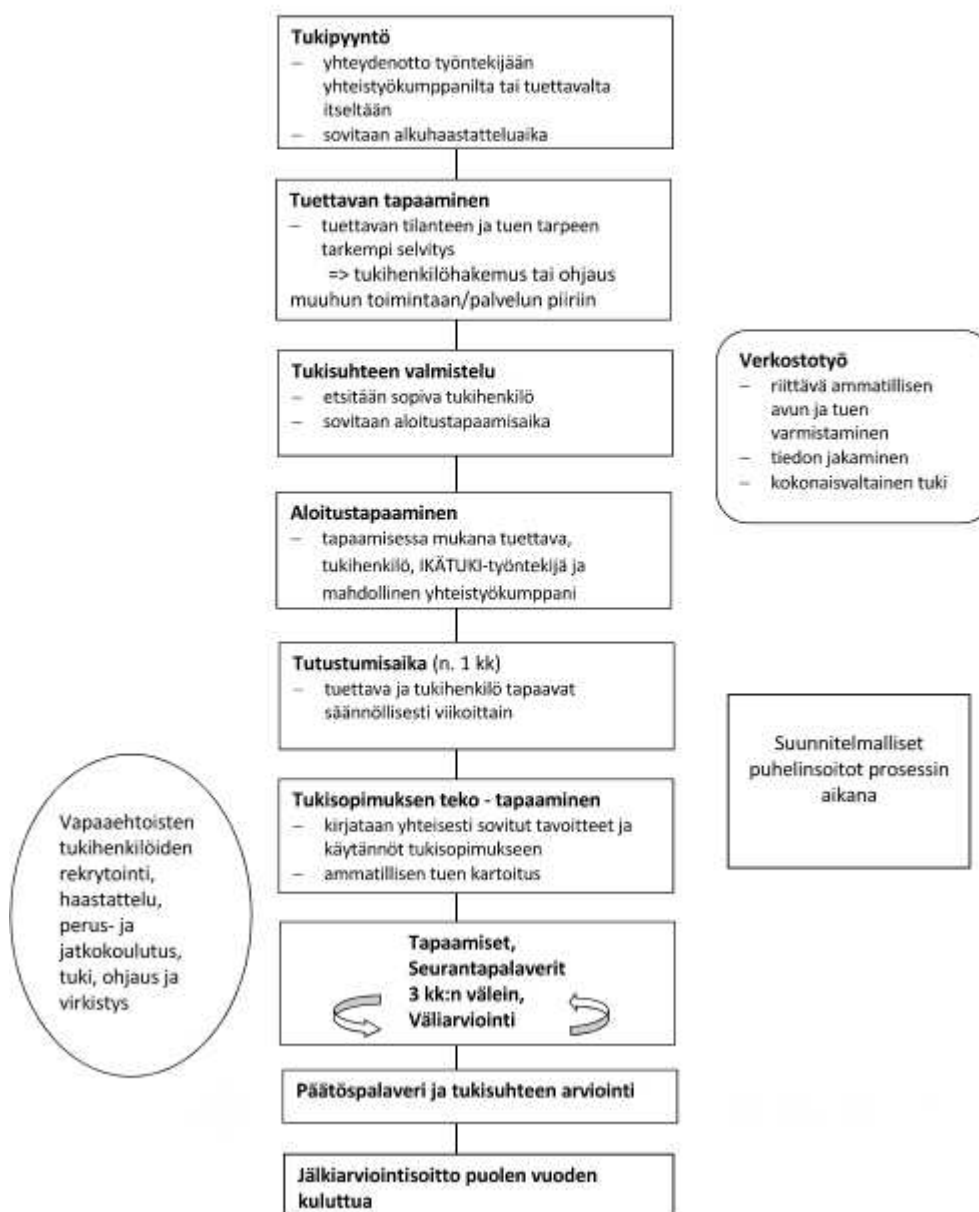 Tukipyyntö
– yhteydenotto työntekijään
yhteistyökumppanilta tai tuettavalta
itseltään
– sovitaan alkuhaastatteluaika
Tuettavan tapaaminen
– tuettavan tilanteen ja tuen tarpeen
tarkempi selvitys
=> tukihenkilöhakemus tai ohjaus
muuhun toimintaan/palvelun piiriin
Tukisuhteen valmistelu
– etsitään sopiva tukihenkilö
– sovitaan aloitustapaamisaika
Verkostotyö
– riittävä ammatillisen
avun ja tuen
varmistaminen
– tiedon jakaminen
– kokonaisvaltainen tuki
Aloitustapaaminen
– tapaamisessa mukana tuettava,
tukihenkilö, IKÄTUKI-työntekijä ja
mahdollinen yhteistyökumppani
Tutustumisaika (n. 1 kk)
– tuettava ja tukihenkilö tapaavat
säännöllisesti viikoittain
Suunnitelmalliset
puhelinsoitot prosessin
aikana
Tukisopimuksen teko - tapaaminen
– kirjataan yhteisesti sovitut tavoitteet ja
käytännöt tukisopimukseen
– ammatillisen tuen kartoitus
Vapaaehtoisten
tukihenkilöiden
rekrytointi,
haastattelu,
perus- ja
jatkokoulutus,
tuki, ohjaus ja
virkistys
Tapaamiset,
Seurantapalaverit
3 kk:n välein,
Väliarviointi
Päätöspalaveri ja tukisuhteen arviointi
Jälkiarviointisoitto puolen vuoden
kuluttua